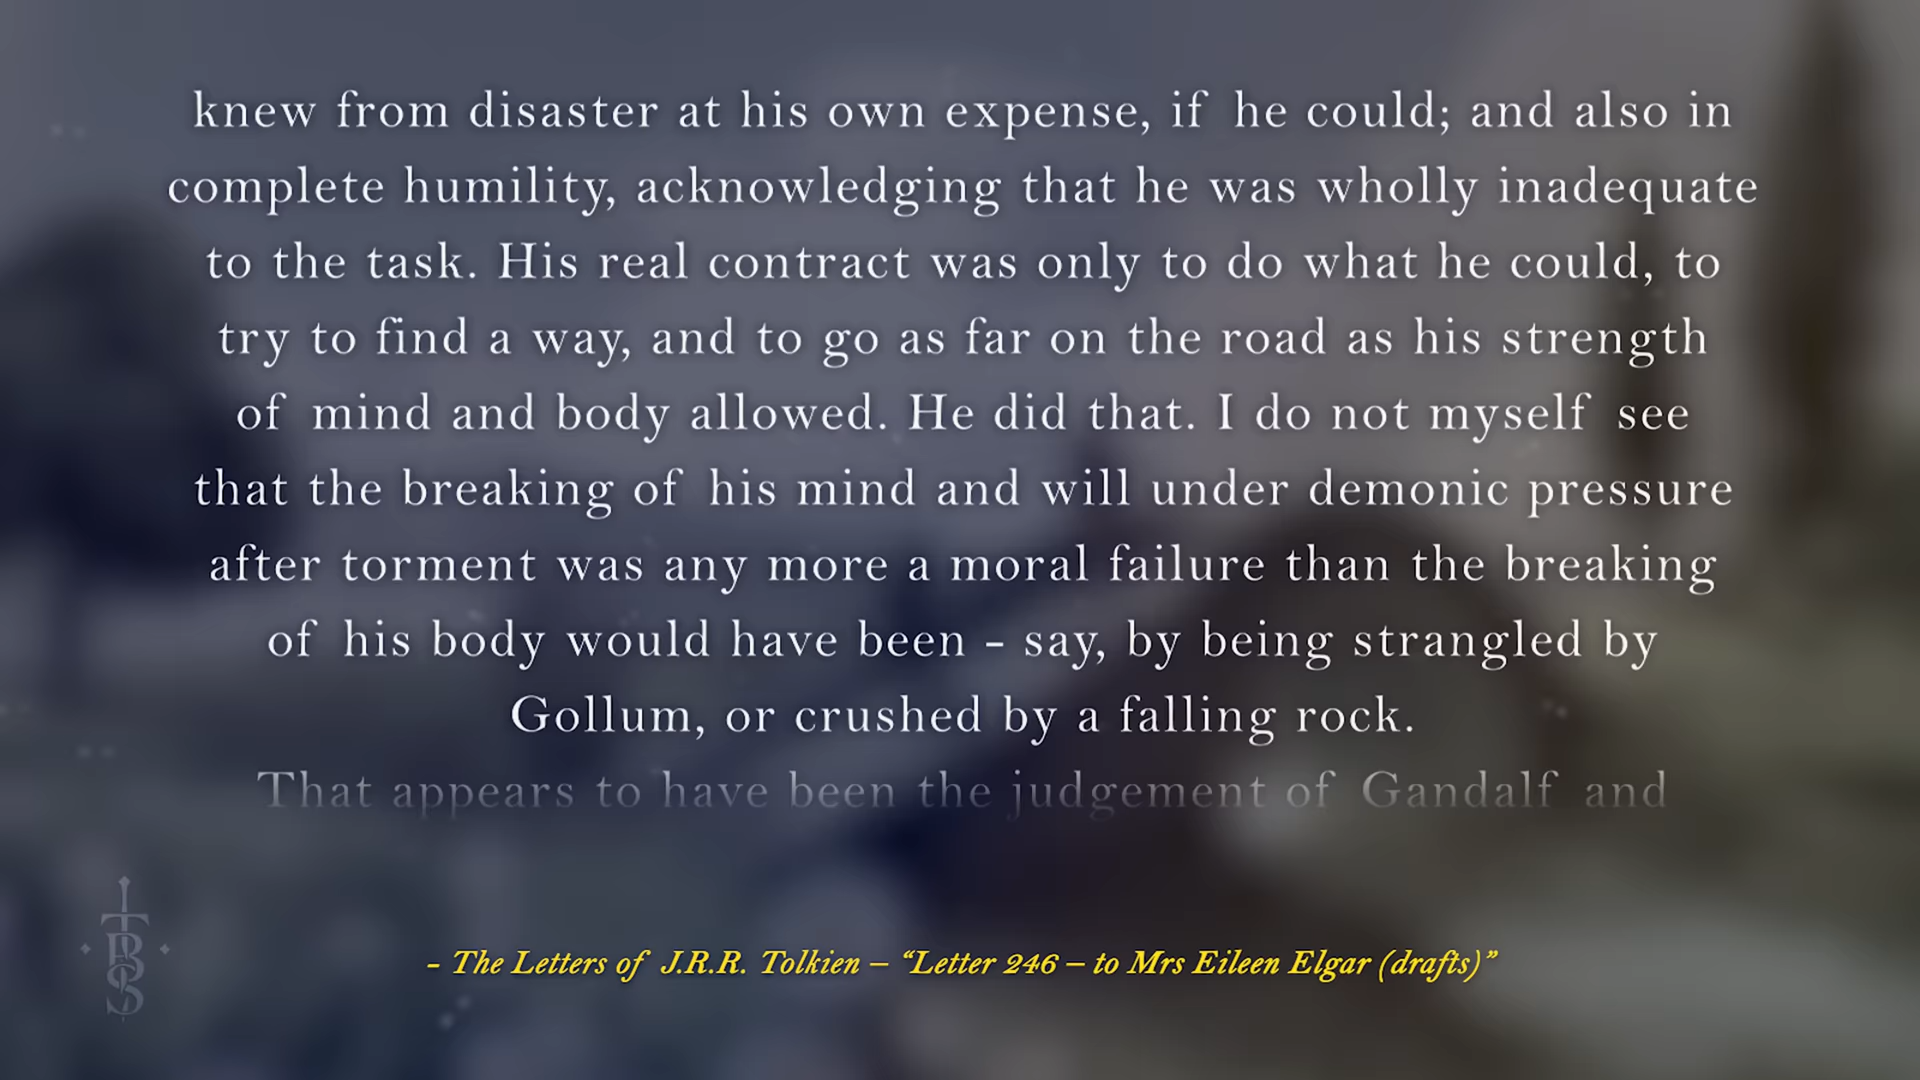 knew from disaster at his own expense, if he could; and also in
complete humility, acknowledging that he was wholly inadequate
to the task. His real contract was only to do what he could, to
try to find a way, and to go as far on the road as his strength
of mind and body allowed. He did that. I do not myself see
that the breaking of his mind and will under demonic pressure
after torment was any more a moral failure than the breaking
of his body would have been – say, by being strangled by
Gollum, or crushed by a falling rock.
That appears to have been the judgement of Gandalf and
– The Letters of J.R.R. Tolkien – “Letter 246 – to Mrs Eileen Elgar (drafts)”